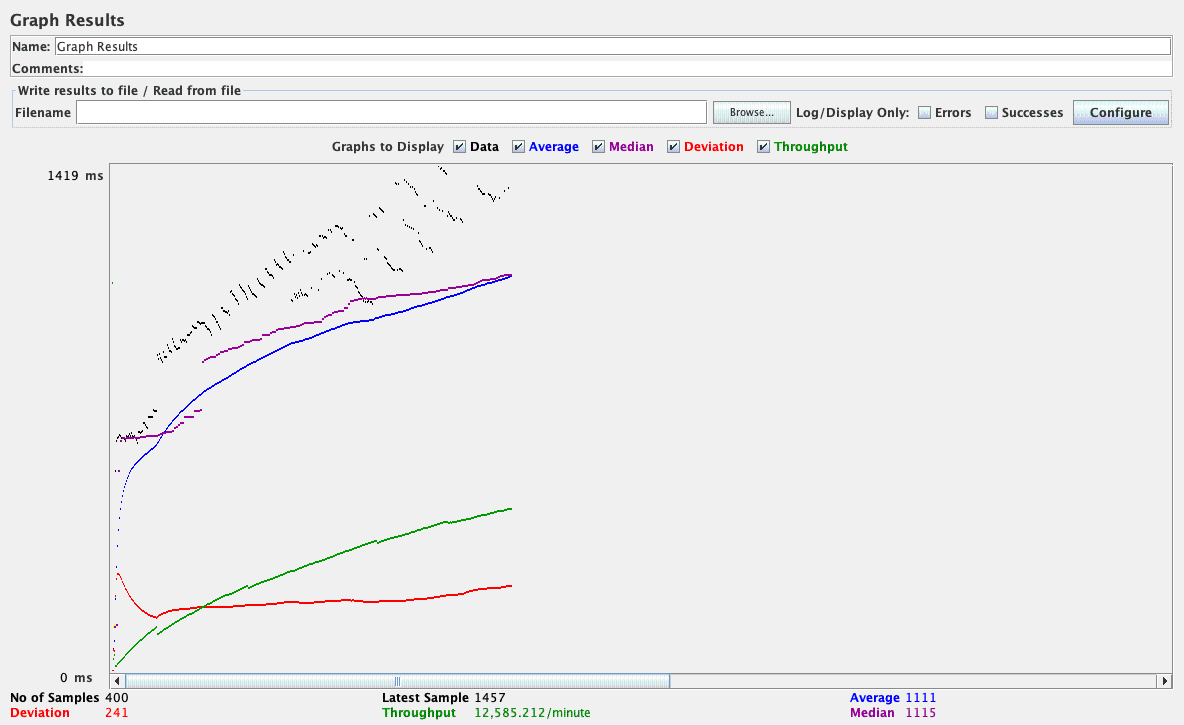 Graph Results
Name: Graph Results
Comments:
Write results to file / Read from file
Filename Browse... Log/Display Only: Errors Successes Configure
Graphs to Display Data Average Median Deviation Throughput
1419 ms
0 ms
No of Samples 400 Latest Sample 1457 Average 1111
Deviation 241 Throughput 12,585.212/minute Median 1115